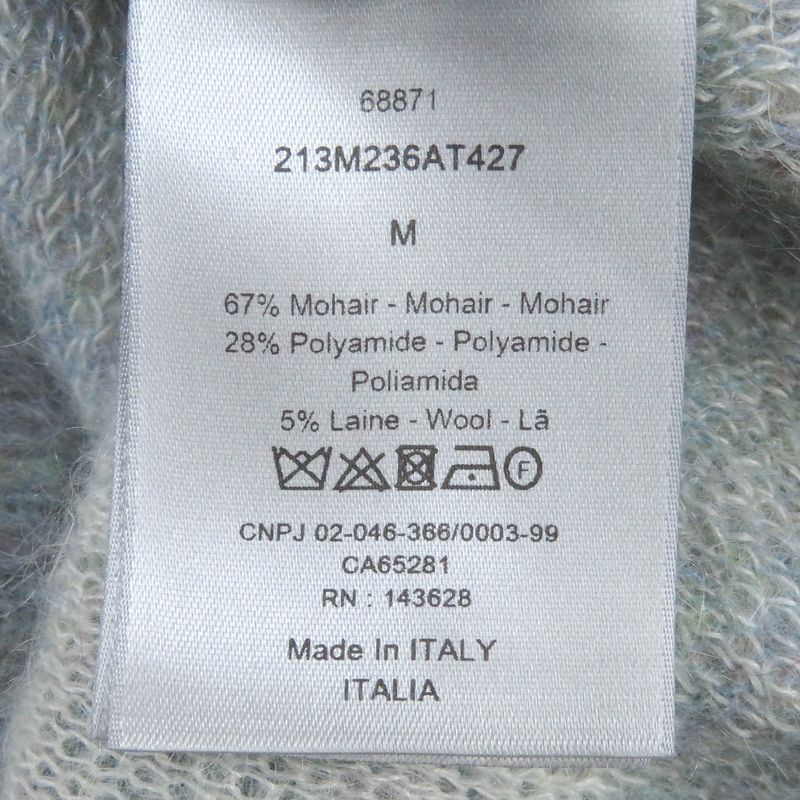 68871
213M236AT427
M
67% Mohair - Mohair - Mohair
28% Polyamide - Polyamide -
Poliamida
5% Laine - Wool - Lã
F
CNPJ 02-046-366/0003-99
CA65281
RN : 143628
Made In ITALY
ITALIA